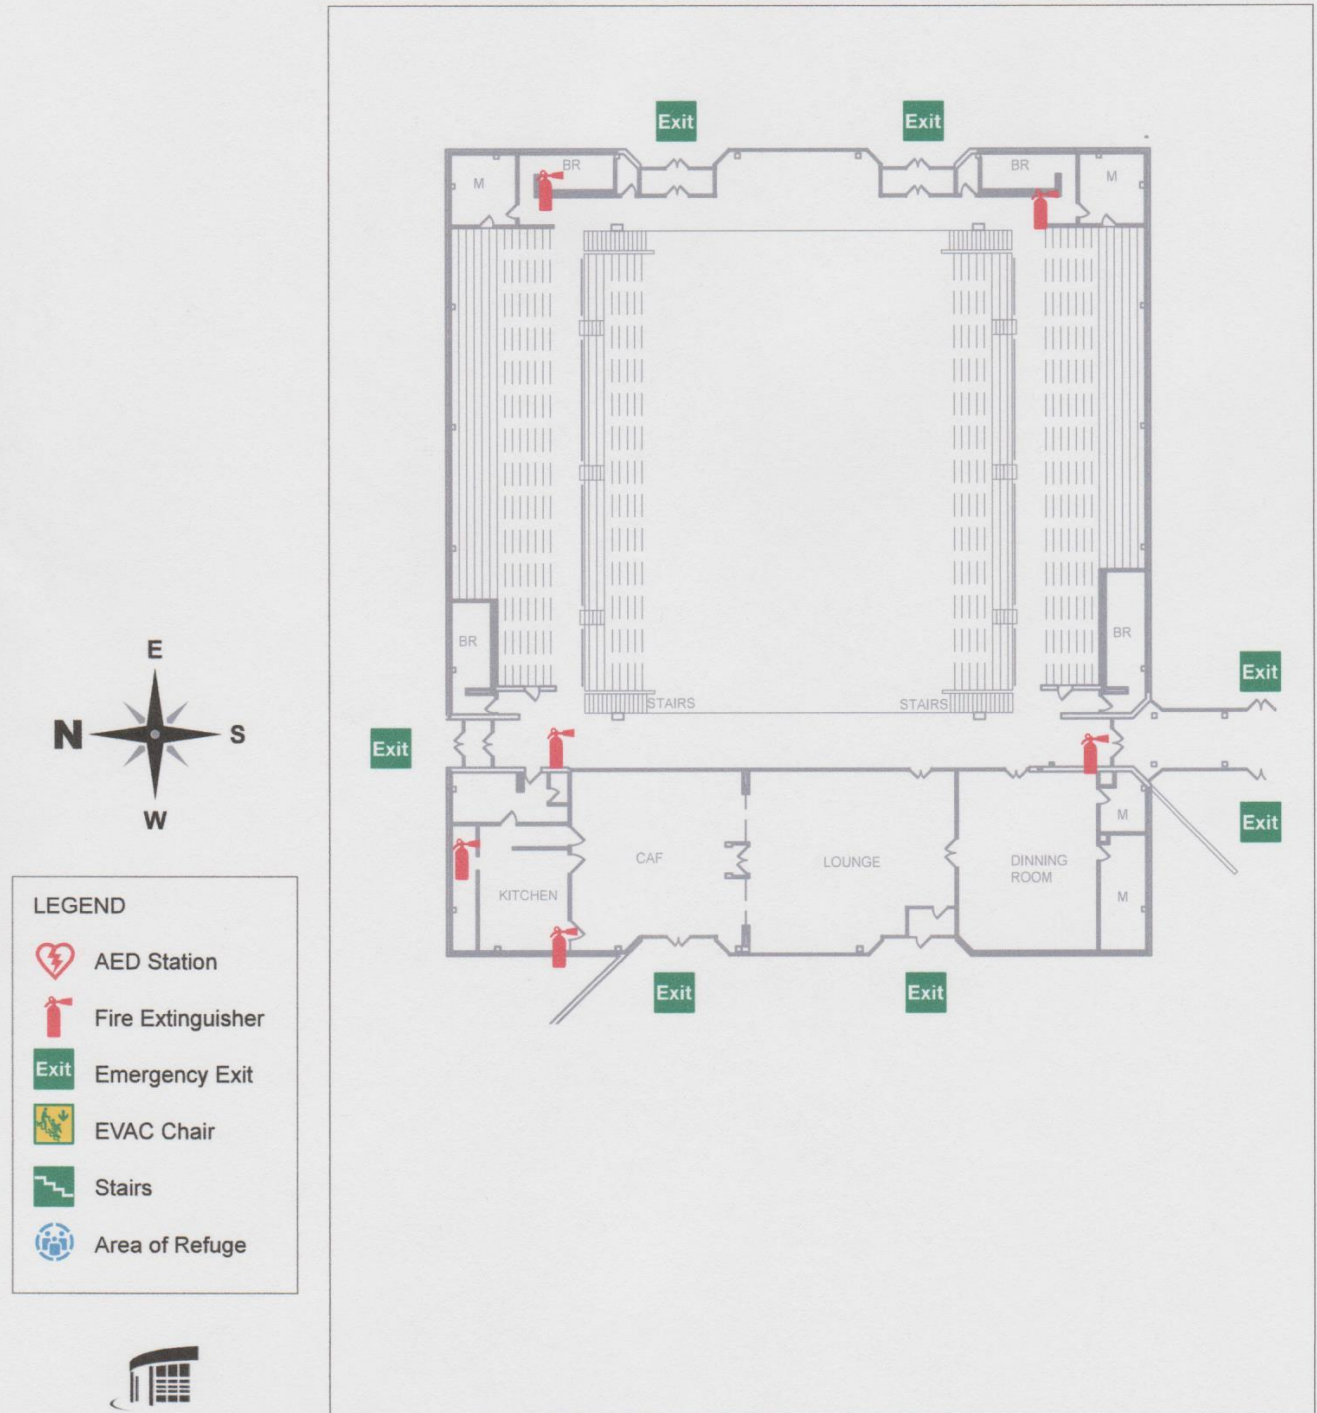 Exit
Exit
BR
BR
M
M
BR
BR
STAIRS
STAIRS
Exit
Exit
Exit
M
CAF
LOUNGE
DINNING
ROOM
KITCHEN
M
Exit
Exit
E
N
S
W
LEGEND
AED Station
Fire Extinguisher
Exit
Emergency Exit
EVAC Chair
Stairs
Area of Refuge